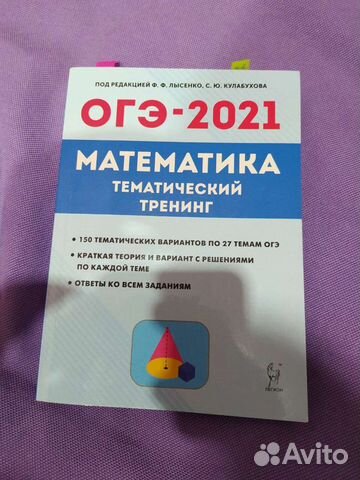 ПОД РЕДАКЦИЕЙ Ф. Ф. ЛЫСЕНКО, С. Ю. КУЛАБУХОВА
ОГЭ-2021
МАТЕМАТИКА
ТЕМАТИЧЕСКИЙ
ТРЕНИНГ
• 150 ТЕМАТИЧЕСКИХ ВАРИАНТОВ ПО 27 ТЕМАМ ОГЭ
• КРАТКАЯ ТЕОРИЯ И ВАРИАНТ С РЕШЕНИЯМИ
ПО КАЖДОЙ ТЕМЕ
• ОТВЕТЫ КО ВСЕМ ЗАДАНИЯМ
ЛЕГИОН
Avito